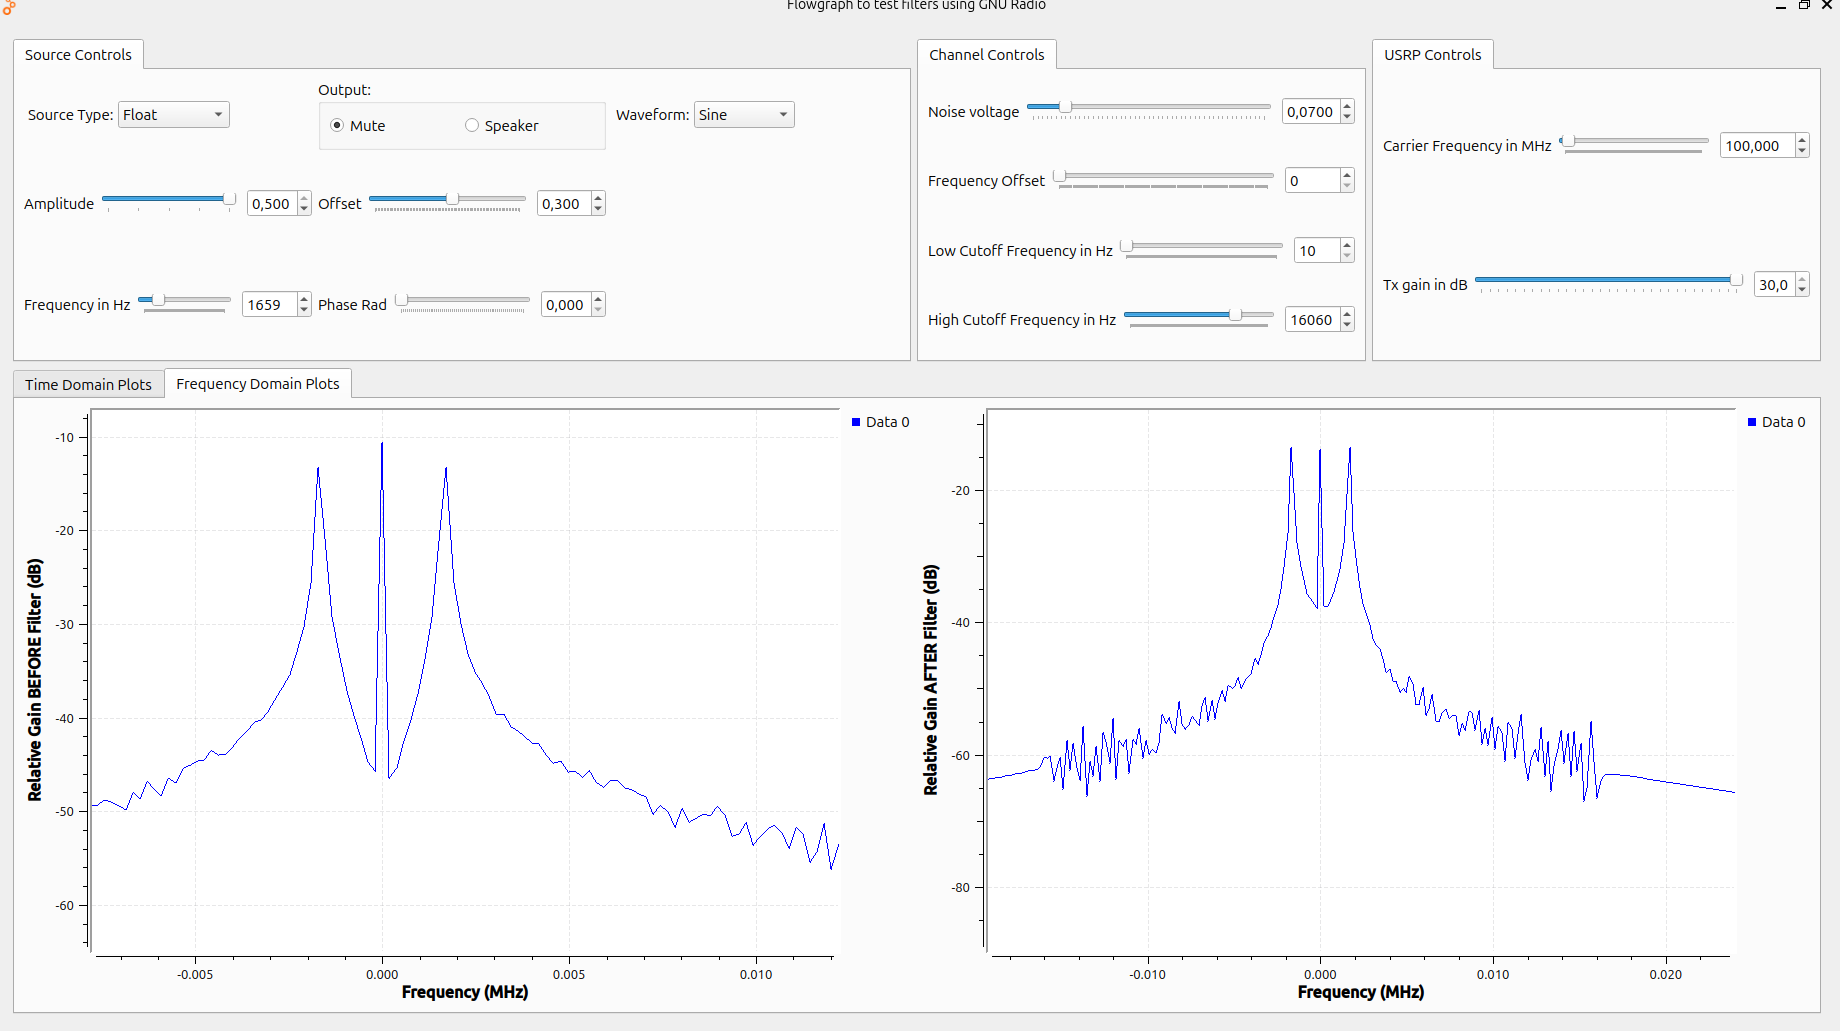 Flowgraph to test filters using GNU Radio
Source Controls
Source Type: Float
Output:
Mute
Speaker
Waveform: Sine
Amplitude 0,500
Offset 0,300
Frequency in Hz 1659
Phase Rad 0,000
Channel Controls
Noise voltage 0,0700
Frequency Offset 0
Low Cutoff Frequency in Hz 10
High Cutoff Frequency in Hz 16060
USRP Controls
Carrier Frequency in MHz 100,000
Tx gain in dB 30,0
Time Domain Plots
Frequency Domain Plots
Relative Gain BEFORE Filter (dB)
-10
-20
-30
-40
-50
-60
-0.005 0.000 0.005 0.010
Frequency (MHz)
Data 0
Relative Gain AFTER Filter (dB)
-20
-40
-60
-80
-0.010 0.000 0.010 0.020
Frequency (MHz)
Data 0